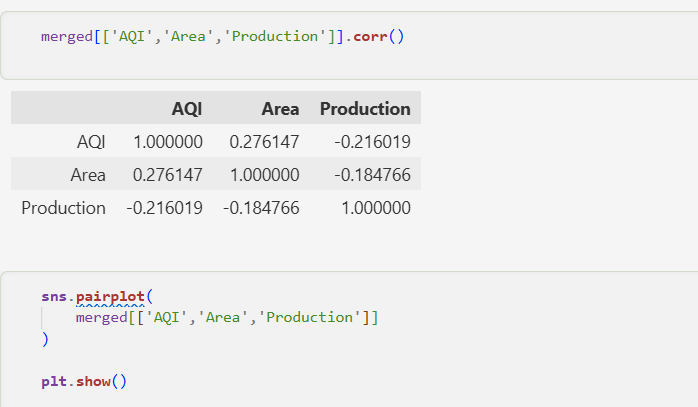 merged[['AQI','Area','Production']].corr()
AQI Area Production
AQI 1.000000 0.276147 -0.216019
Area 0.276147 1.000000 -0.184766
Production -0.216019 -0.184766 1.000000
sns.pairplot(
merged[['AQI','Area','Production']]
)
plt.show()